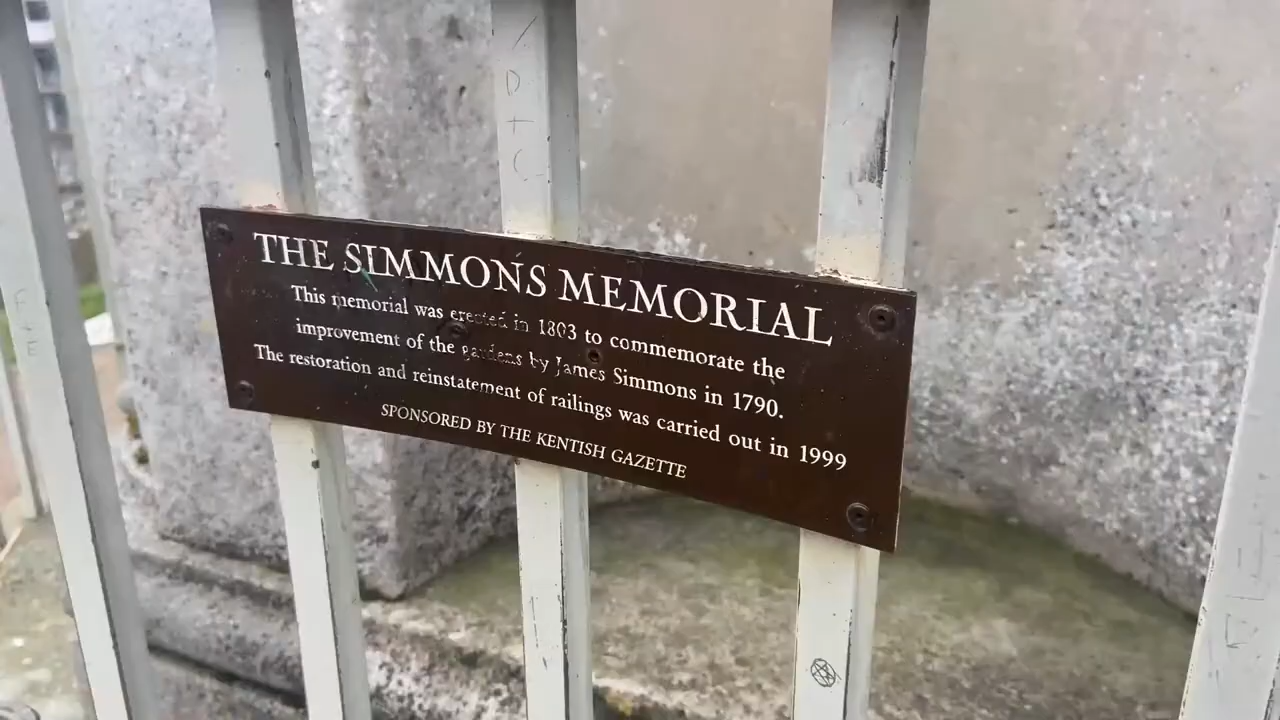 THE SIMMONS MEMORIAL
This memorial was erected in 1803 to commemorate the
improvement of the gardens by James Simmons in 1790.
The restoration and reinstatement of railings was carried out in 1999
SPONSORED BY THE KENTISH GAZETTE
D
+
C